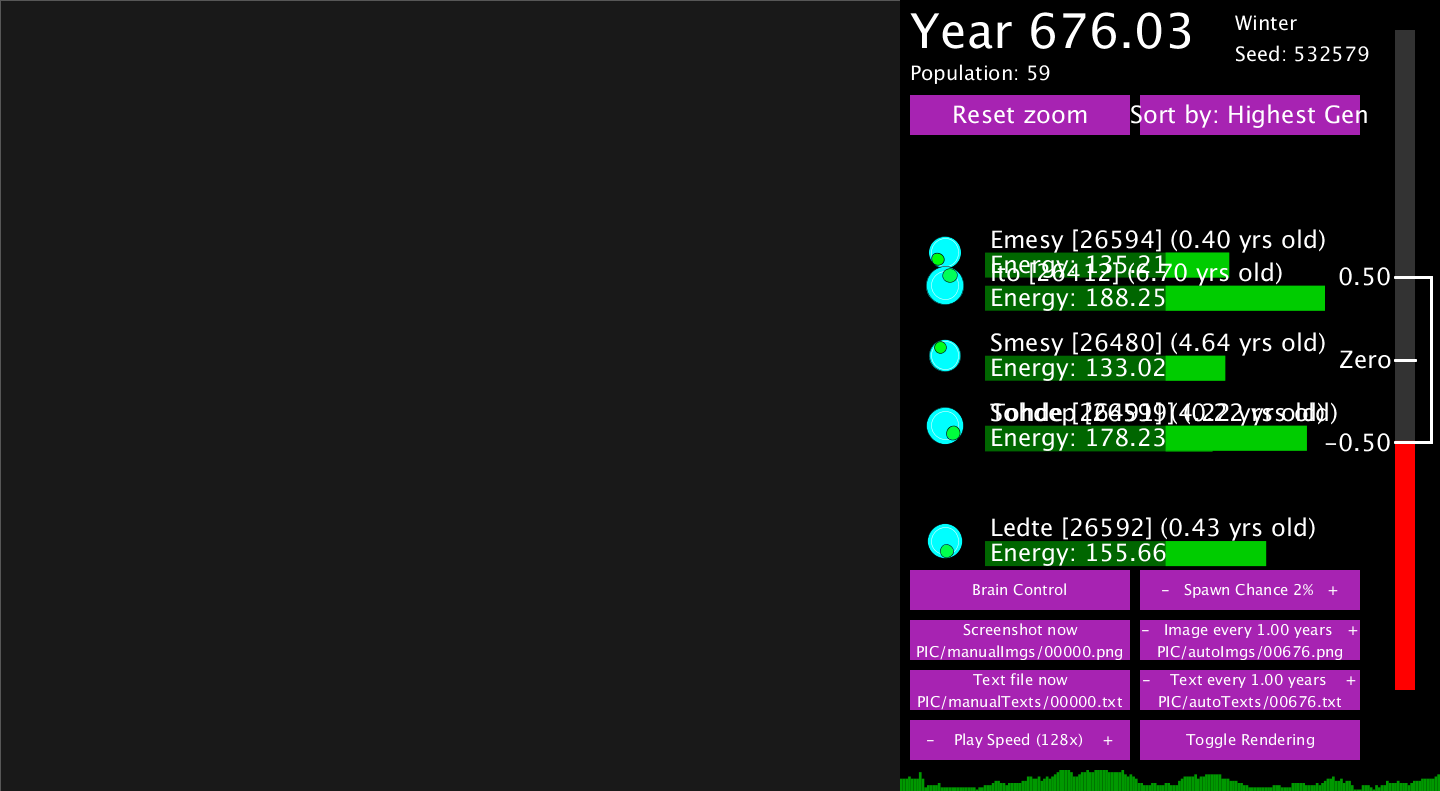 Year 676.03
Winter
Seed: 532579
Population: 59
Reset zoom
Sort by: Highest Gen
Emesy [26594] (0.40 yrs old)
Energy: 135.21
Ito [26412] (6.70 yrs old)
Energy: 188.25
Smesy [26480] (4.64 yrs old)
Energy: 133.02
yrs old)
Energy: 178.23
Ledte [26592] (0.43 yrs old)
Energy: 155.66
0.50
Zero
-0.50
Brain Control
- Spawn Chance 2% +
Screenshot now
PIC/manualImgs/00000.png
- Image every 1.00 years +
PIC/autoImgs/00676.png
Text file now
PIC/manualTexts/00000.txt
- Text every 1.00 years +
PIC/autoTexts/00676.txt
- Play Speed (128x) +
Toggle Rendering